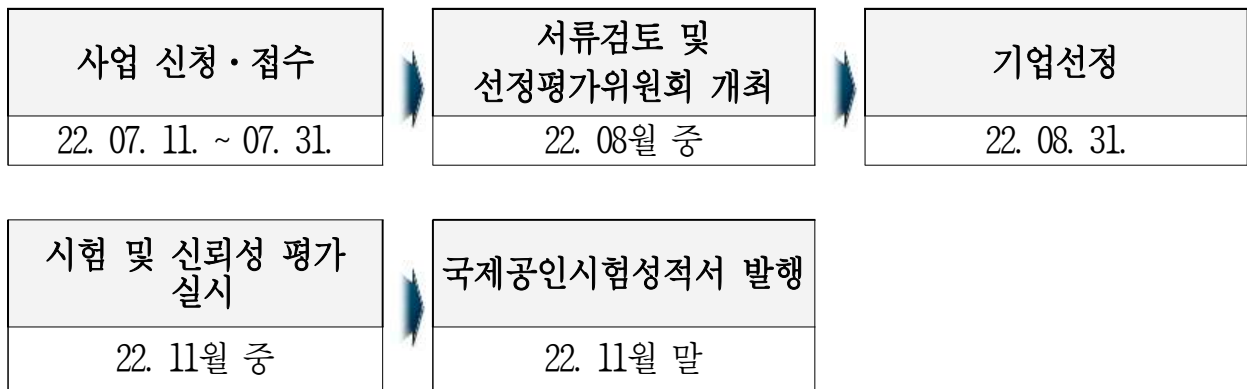 사업 신청·접수
22. 07. 11. ~ 07. 31.
서류검토 및
선정평가위원회 개최
22. 08월 중
기업선정
22. 08. 31.
시험 및 신뢰성 평가
실시
22. 11월 중
국제공인시험성적서 발행
22. 11월 말